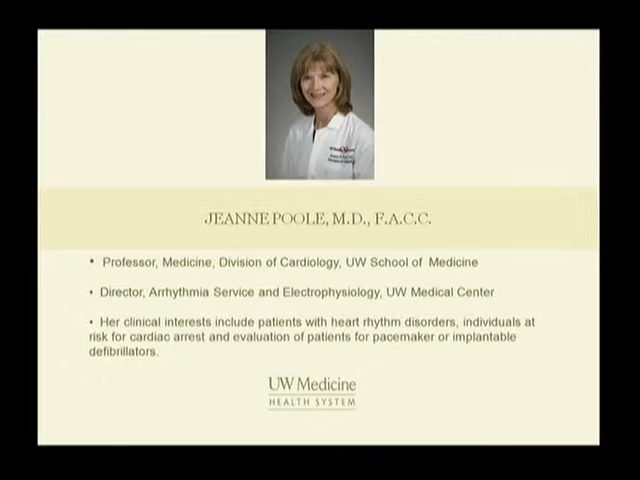 JEANNE POOLE, M.D., F.A.C.C.
• Professor, Medicine, Division of Cardiology, UW School of Medicine
• Director, Arrhythmia Service and Electrophysiology, UW Medical Center
• Her clinical interests include patients with heart rhythm disorders, individuals at
risk for cardiac arrest and evaluation of patients for pacemaker or implantable
defibrillators.
UW Medicine
HEALTH SYSTEM